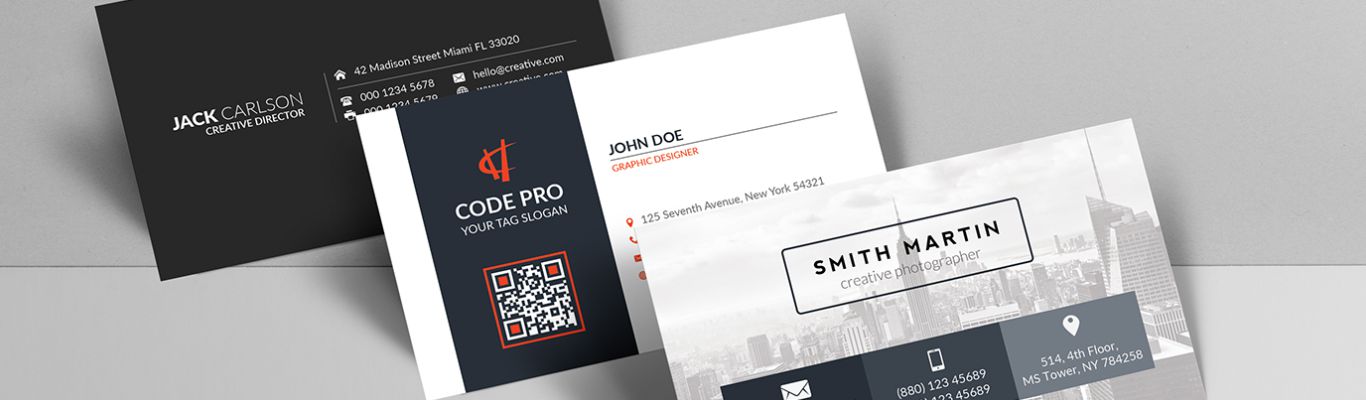 JACK CARLSON
CREATIVE DIRECTOR
42 Madison Street Miami FL 33020
000 1234 5678
hello@creative.com
000 1234 5679
www.creative.com
CODE PRO
YOUR TAG SLOGAN
JOHN DOE
GRAPHIC DESIGNER
125 Seventh Avenue, New York 54321
SMITH MARTIN
creative photographer
(880) 123 45689
123 45689
514, 4th Floor,
MS Tower, NY 784258